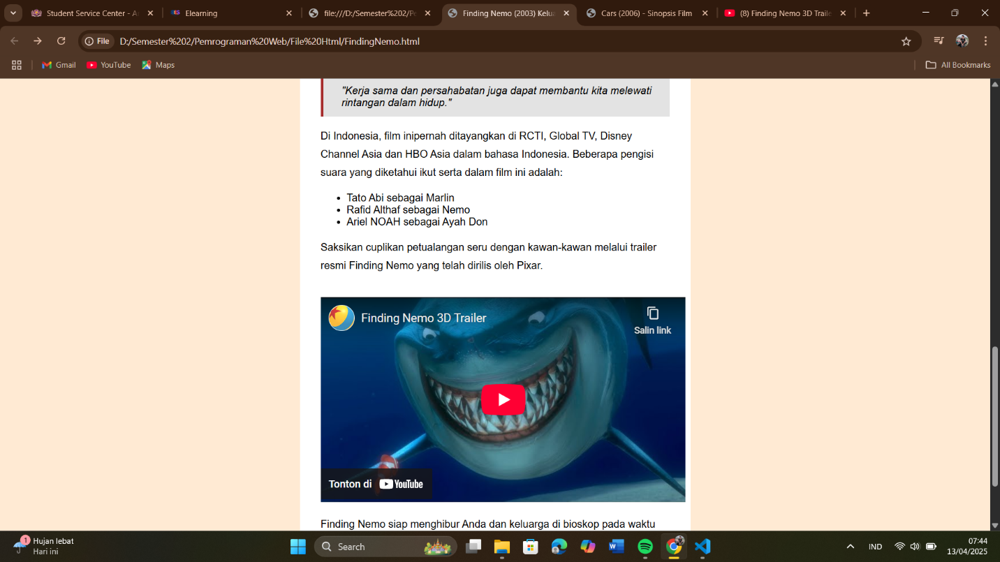 Student Service Center - A
Elearning
file:///D:/Semester%202/Pe
Finding Nemo (2003) Kelua
Cars (2006) - Sinopsis Film
(8) Finding Nemo 3D Traile
File
D:/Semester%202/Pemrograman%20Web/File%20Html/FindingNemo.html
Gmail
YouTube
Maps
All Bookmarks
"Kerja sama dan persahabatan juga dapat membantu kita melewati
rintangan dalam hidup."
Di Indonesia, film inipernah ditayangkan di RCTI, Global TV, Disney
Channel Asia dan HBO Asia dalam bahasa Indonesia. Beberapa pengisi
suara yang diketahui ikut serta dalam film ini adalah:
• Tato Abi sebagai Marlin
• Rafid Althaf sebagai Nemo
• Ariel NOAH sebagai Ayah Don
Saksikan cuplikan petualangan seru dengan kawan-kawan melalui trailer
resmi Finding Nemo yang telah dirilis oleh Pixar.
Finding Nemo 3D Trailer
Salin link
Tonton di YouTube
Finding Nemo siap menghibur Anda dan keluarga di bioskop pada waktu
1
Hujan lebat
Hari ini
Search
IND
07:44
13/04/2025